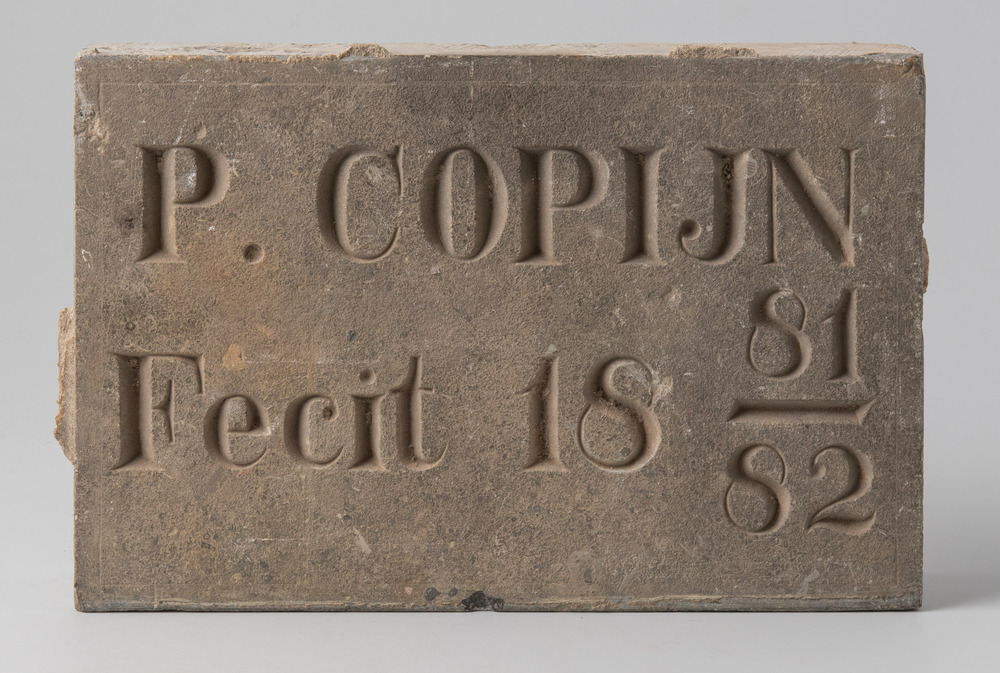 P. COPIJN
Fecit 18 81/82